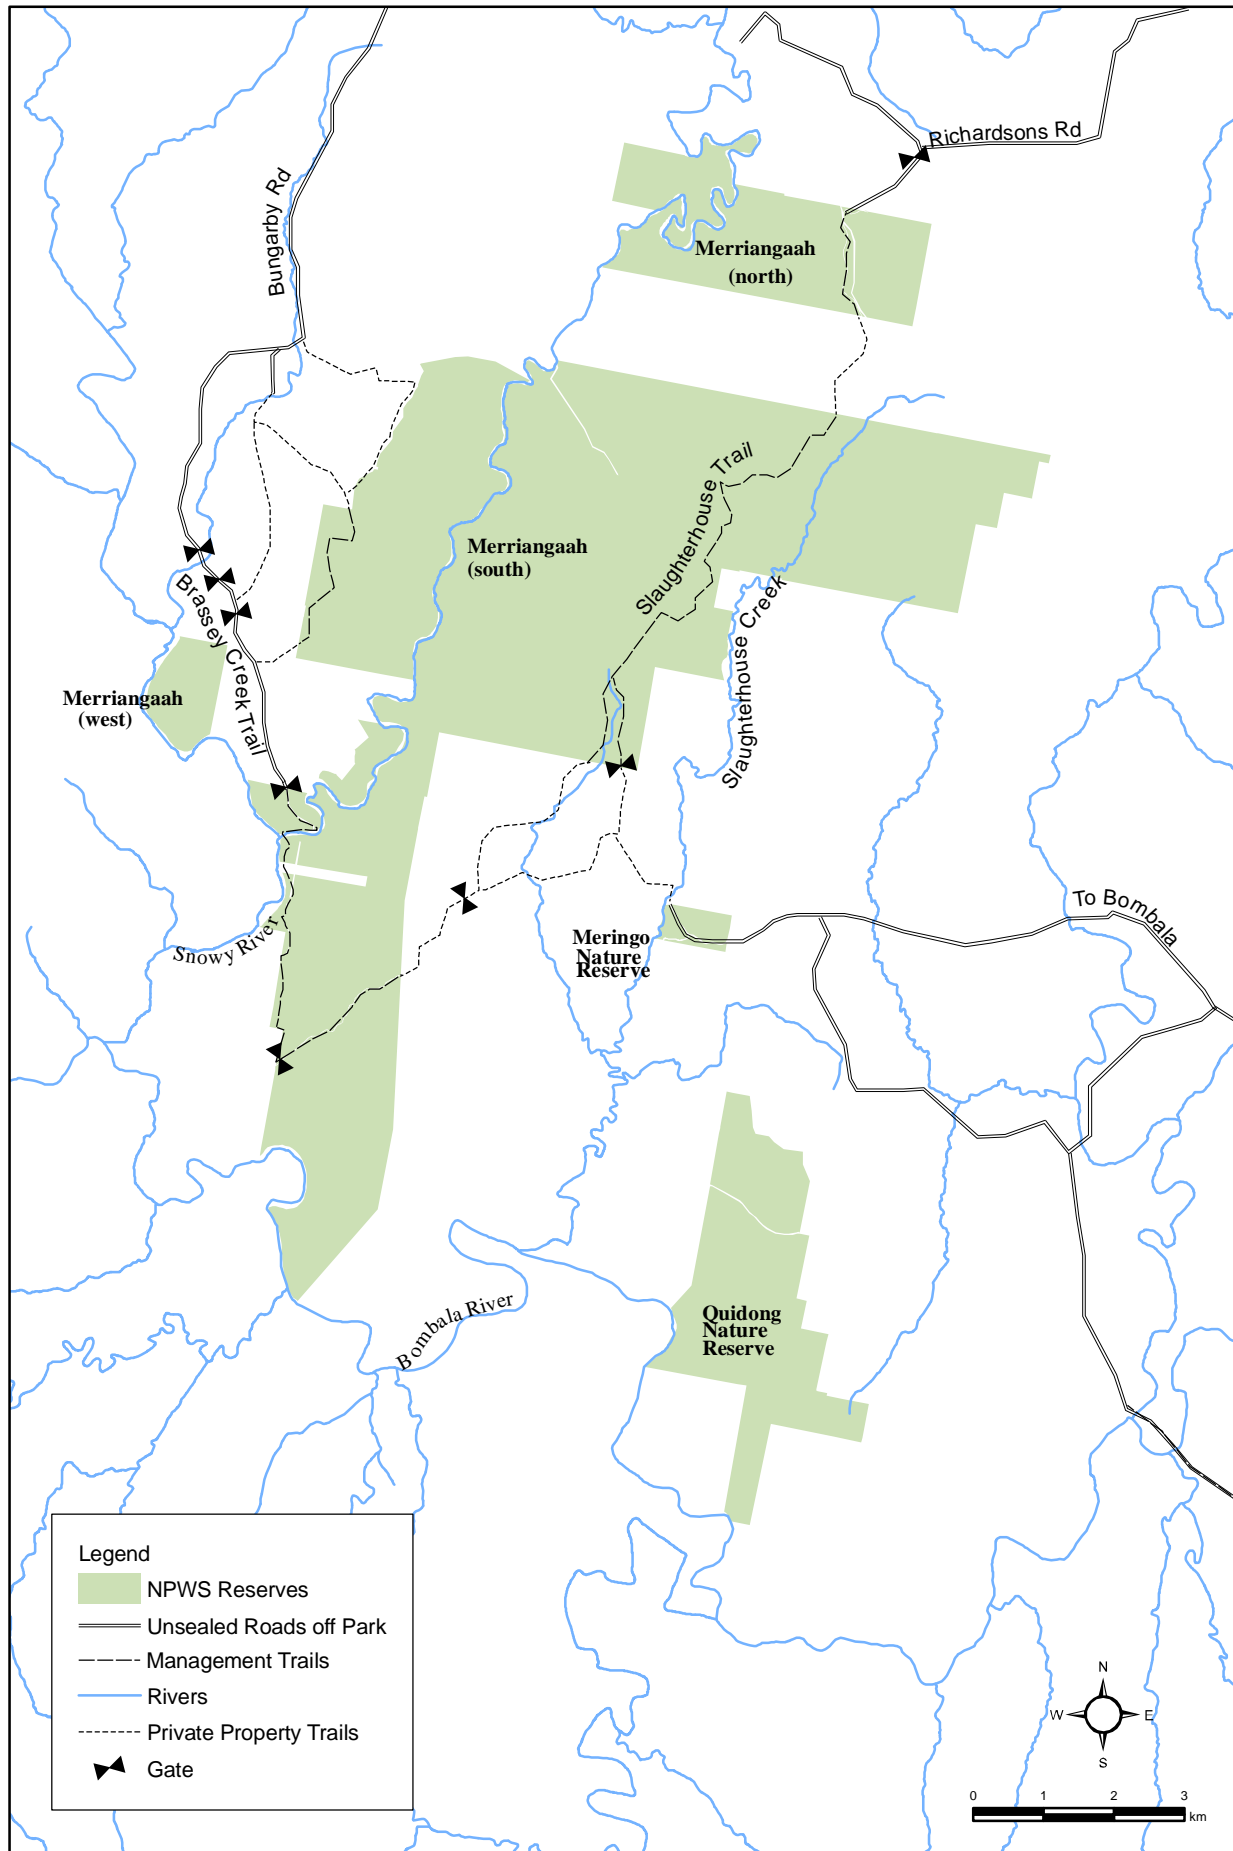 Richardsons Rd
Bungarby Rd
Merriangaah
(north)
Slaughterhouse Trail
Merriangaah
(south)
Brassey Creek Trail
Slaughterhouse Creek
Merriangaah
(west)
To Bombala
Snowy River
Meringo
Nature
Reserve
Bombala River
Quidong
Nature
Reserve
Legend
NPWS Reserves
Unsealed Roads off Park
Management Trails
Rivers
Private Property Trails
Gate
N
W
E
S
0 1 2 3
km